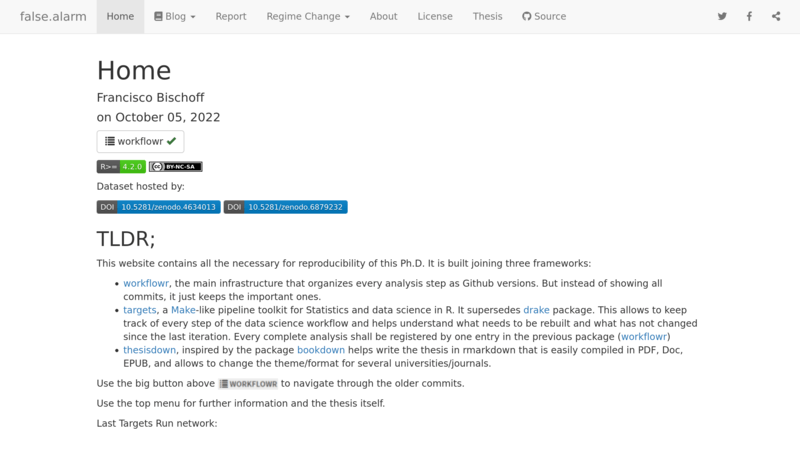 false.alarm Home Blog Report Regime Change About License Thesis Source
Home
Francisco Bischoff
on October 05, 2022
workflowr
R>= 4.2.0 CC BY-NC-SA
Dataset hosted by:
DOI 10.5281/zenodo.4634013 DOI 10.5281/zenodo.6879232
TLDR;
This website contains all the necessary for reproducibility of this Ph.D. It is built joining three frameworks:
• workflowr, the main infrastructure that organizes every analysis step as Github versions. But instead of showing all
commits, it just keeps the important ones.
• targets, a Make-like pipeline toolkit for Statistics and data science in R. It supersedes drake package. This allows to keep
track of every step of the data science workflow and helps understand what needs to be rebuilt and what has not changed
since the last iteration. Every complete analysis shall be registered by one entry in the previous package (workflowr)
• thesisdown, inspired by the package bookdown helps write the thesis in rmarkdown that is easily compiled in PDF, Doc,
EPUB, and allows to change the theme/format for several universities/journals.
Use the big button above WORKFLOWR to navigate through the older commits.
Use the top menu for further information and the thesis itself.
Last Targets Run network: